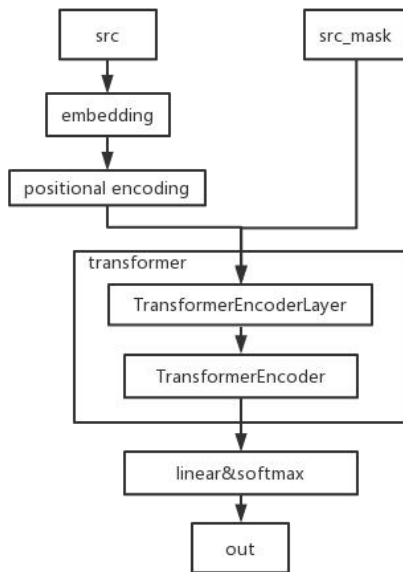 src
src_mask
embedding
positional encoding
transformer
TransformerEncoderLayer
TransformerEncoder
linear&softmax
out